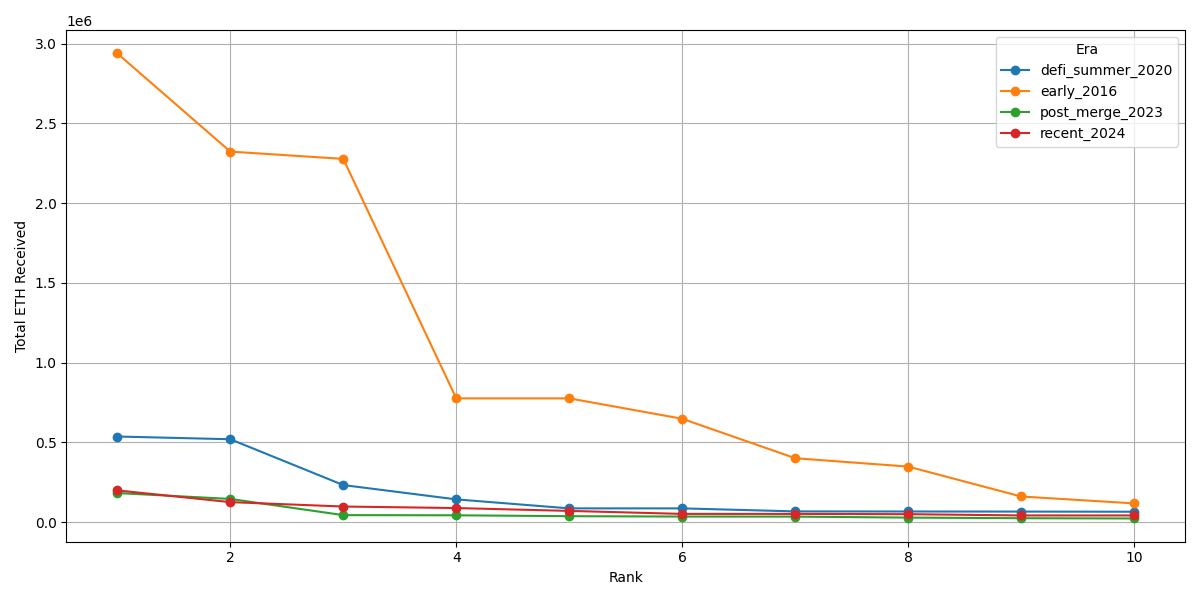 1e6
3.0
2.5
2.0
1.5
1.0
0.5
0.0
Total ETH Received
2 4 6 8 10
Rank
Era
defi_summer_2020
early_2016
post_merge_2023
recent_2024